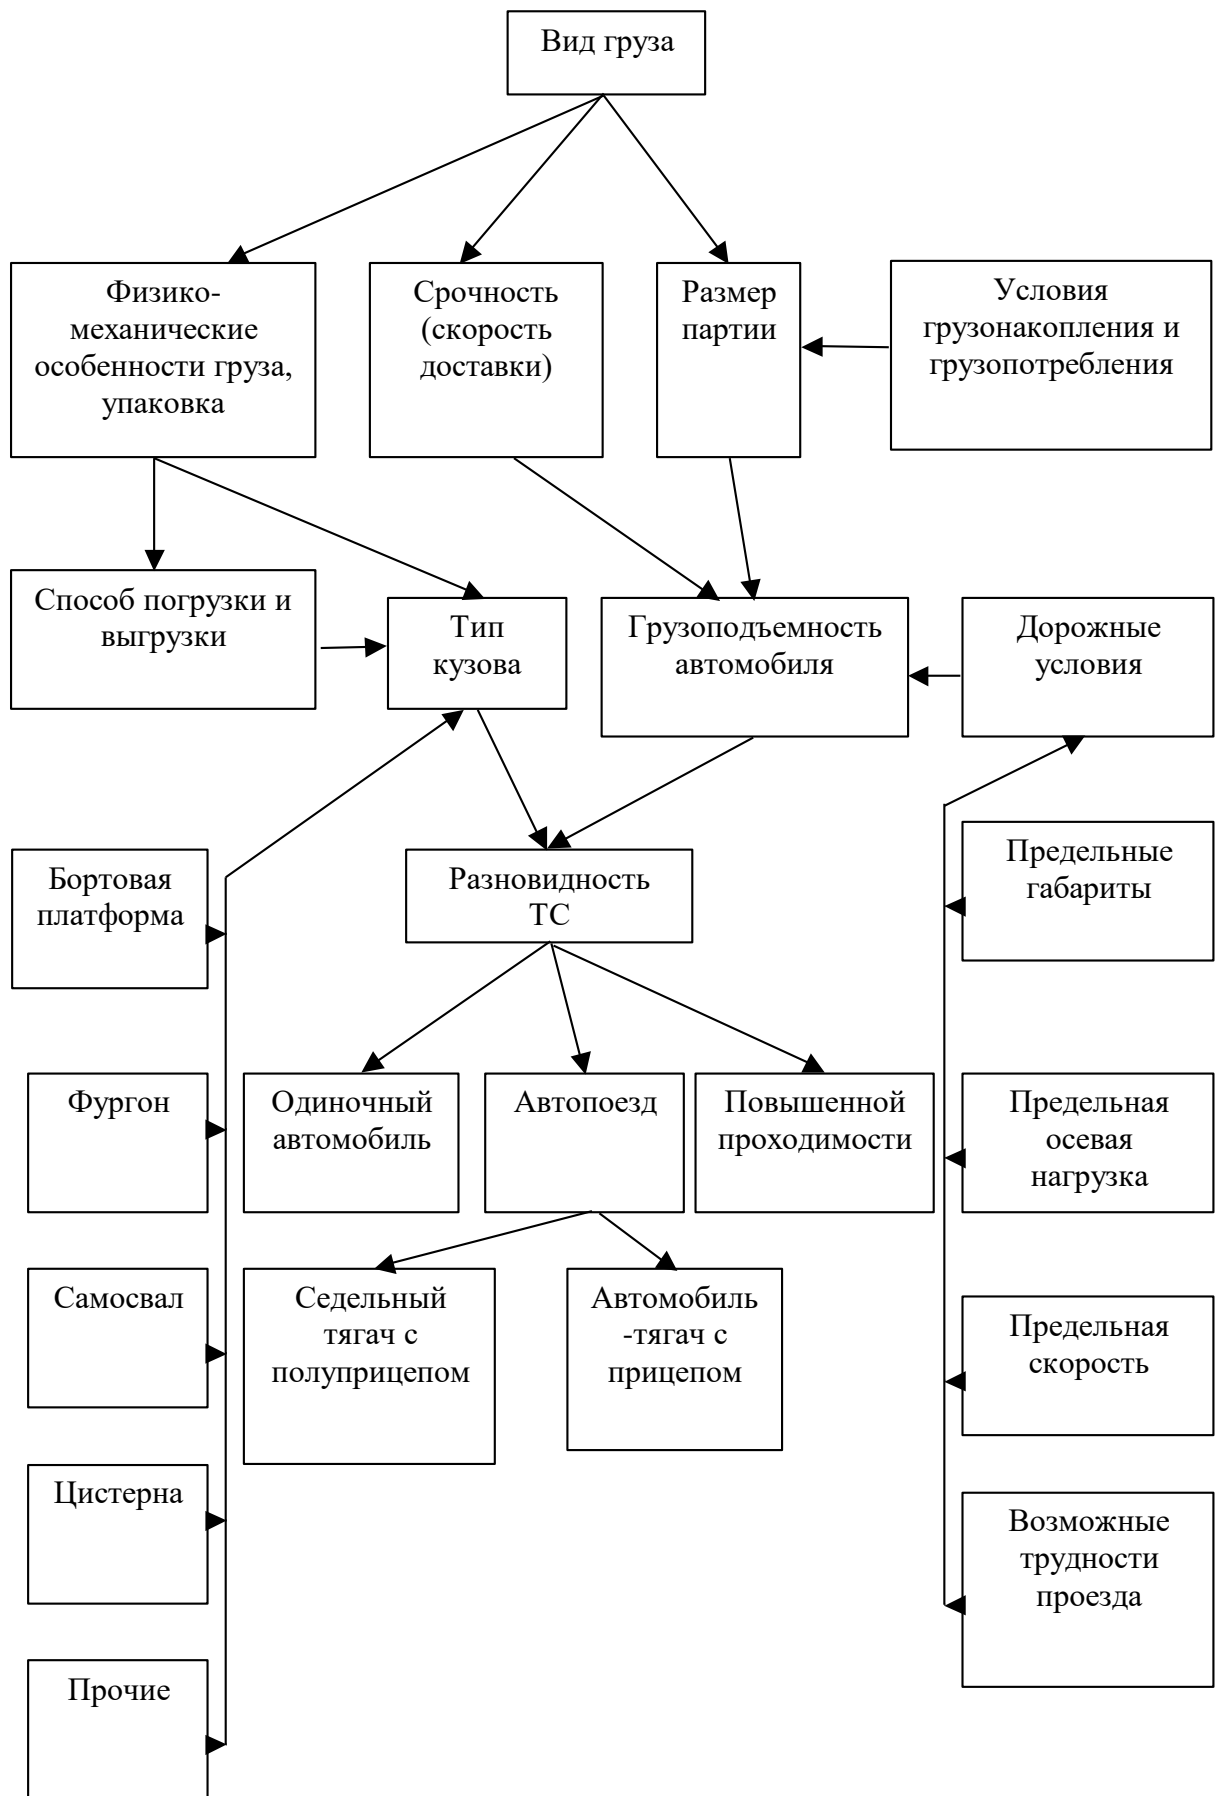 Вид груза
Физико-
механические
особенности груза,
упаковка
Срочность
(скорость
доставки)
Размер
партии
Условия
грузонакопления и
грузопотребления
Способ погрузки и
выгрузки
Тип
кузова
Грузоподъемность
автомобиля
Дорожные
условия
Бортовая
платформа
Разновидность
ТС
Предельные
габариты
Фургон
Одиночный
автомобиль
Автопоезд
Повышенной
проходимости
Предельная
осевая
нагрузка
Самосвал
Седельный
тягач с
полуприцепом
Автомобиль
-тягач с
прицепом
Предельная
скорость
Цистерна
Возможные
трудности
проезда
Прочие